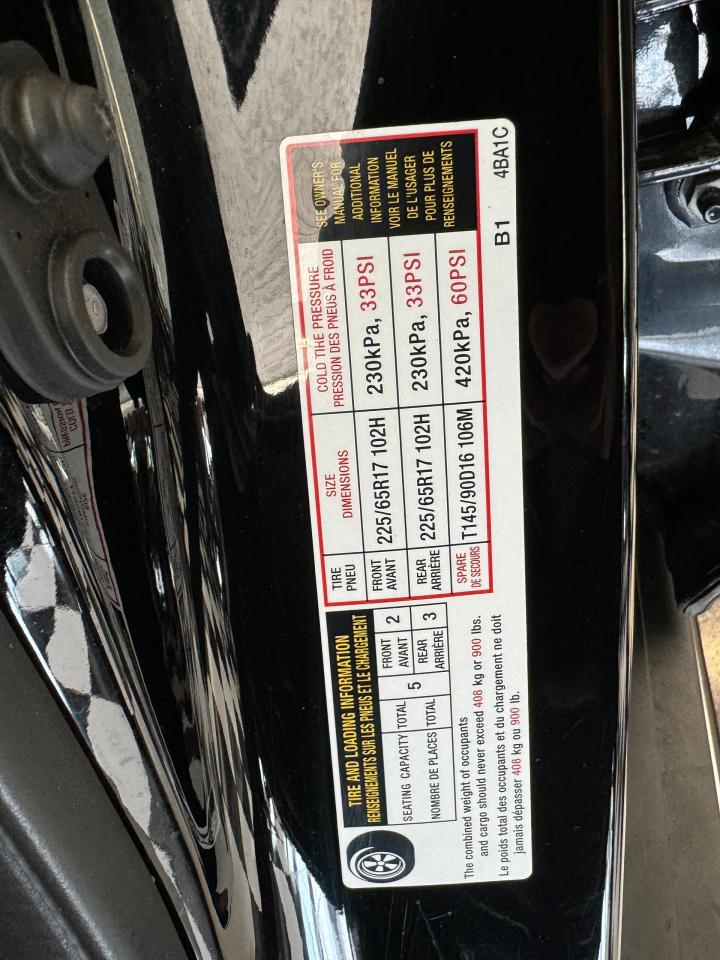 TIRE AND LOADING INFORMATION
RENSEIGNEMENTS SUR LES PNEUS ET LE CHARGEMENT
SEATING CAPACITY TOTAL 5 FRONT 2
NOMBRE DE PLACES TOTAL AVANT
REAR 3
ARRIÈRE
The combined weight of occupants
and cargo should never exceed 408 kg or 900 lbs.
Le poids total des occupants et du chargement ne doit
jamais dépasser 408 kg ou 900 lb.
TIRE SIZE COLD TIRE PRESSURE
PNEU DIMENSIONS PRESSION DES PNEUS À FROID
FRONT 225/65R17 102H 230kPa, 33PSI
AVANT
REAR 225/65R17 102H 230kPa, 33PSI
ARRIÈRE
SPARE T145/90D16 106M 420kPa, 60PSI
DE SECOURS
SEE OWNER'S
MANUAL FOR
ADDITIONAL
INFORMATION
VOIR LE MANUEL
DE L'USAGER
POUR PLUS DE
RENSEIGNEMENTS
B1 4BA1C